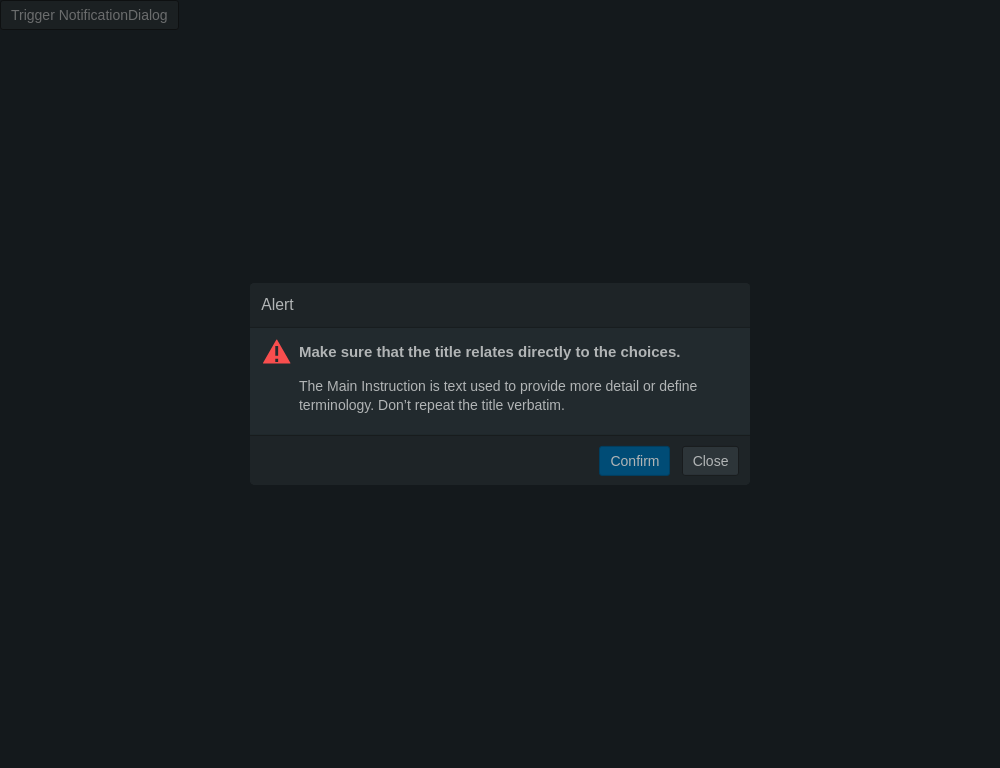 Trigger NotificationDialog
Alert
Make sure that the title relates directly to the choices.
The Main Instruction is text used to provide more detail or define
terminology. Don’t repeat the title verbatim.
Confirm Close